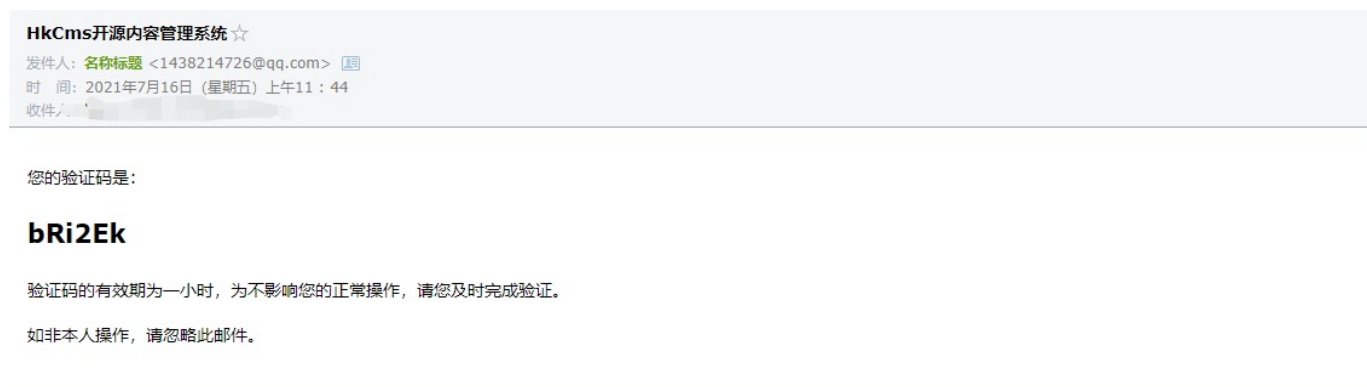 HkCms开源内容管理系统☆
发件人：名称标题 <1438214726@qq.com>
时 间：2021年7月16日 (星期五) 上午11：44
收件人
您的验证码是：
bRi2Ek
验证码的有效期为一小时，为不影响您的正常操作，请您及时完成验证。
如非本人操作，请忽略此邮件。